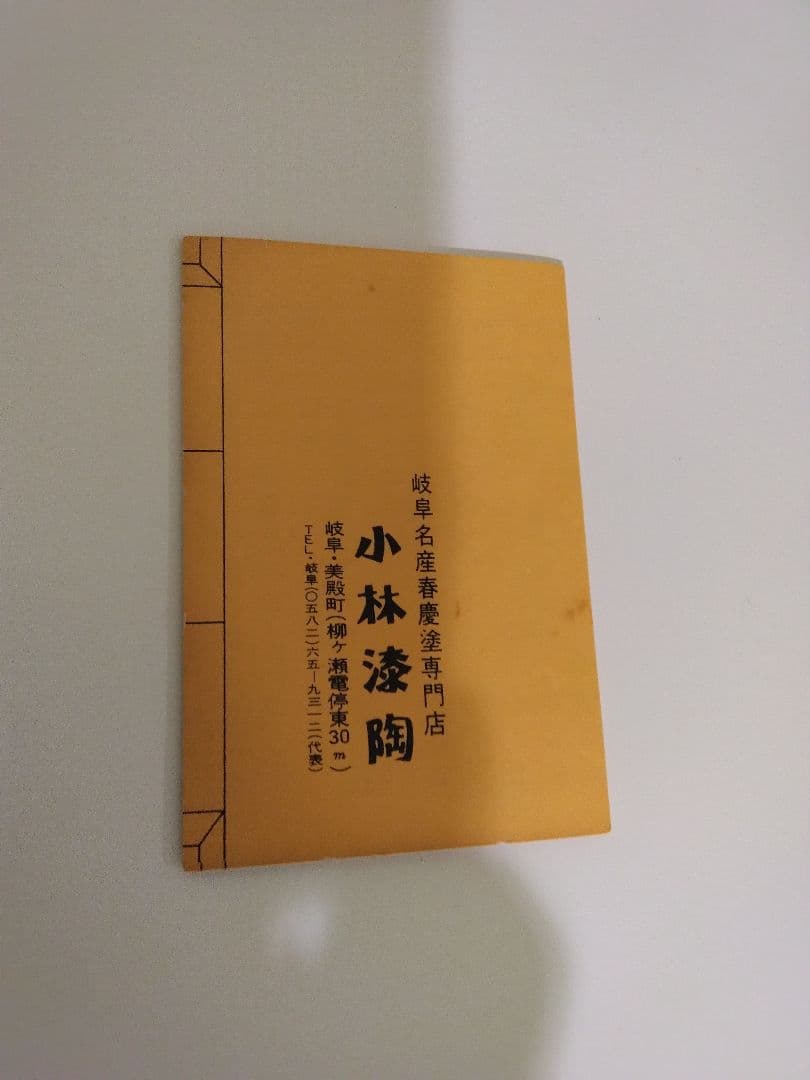 岐阜名産春慶塗専門店
小林漆陶
岐阜・美殿町(柳ヶ瀬電停東30m)
TEL・岐阜(〇五八二)六五―九三一二(代表)